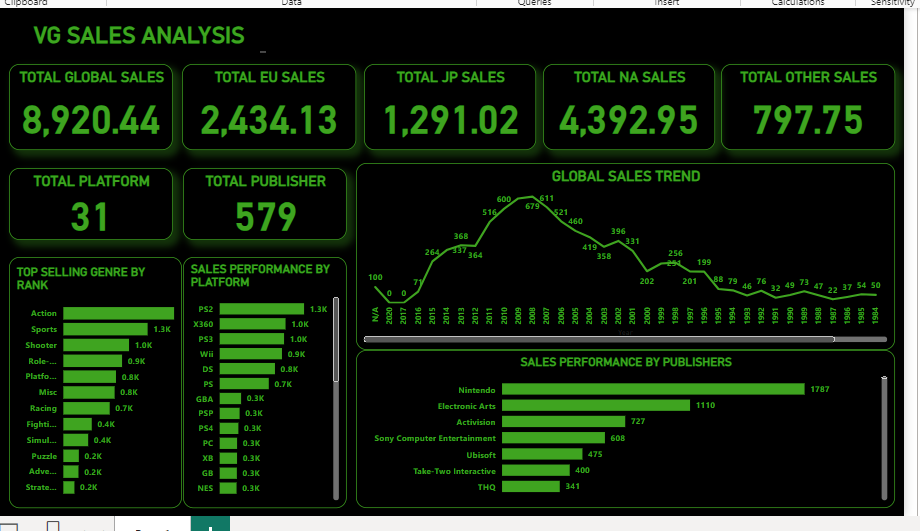 Clipboard
Data
Queries
Insert
Calculations
Sensitivity
VG SALES ANALYSIS
TOTAL GLOBAL SALES
8,920.44
TOTAL EU SALES
2,434.13
TOTAL JP SALES
1,291.02
TOTAL NA SALES
4,392.95
TOTAL OTHER SALES
797.75
TOTAL PLATFORM
31
TOTAL PUBLISHER
579
GLOBAL SALES TREND
100
0
0
71
264
337
368
364
516
600
679
611
521
460
419
358
396
331
202
251
256
201
199
88
79
46
76
32
49
73
47
22
37
54
50
N/A
2020
2017
2016
2015
2014
2013
2012
2011
2010
2009
2008
2007
2006
2005
2004
2003
2002
2001
2000
1999
1998
1997
1996
1995
1994
1993
1992
1991
1990
1989
1988
1987
1986
1985
1984
TOP SELLING GENRE BY
RANK
Action
Sports 1.3K
Shooter 1.0K
Role-... 0.9K
Platfo... 0.8K
Misc 0.8K
Racing 0.7K
Fighti... 0.4K
Simul... 0.4K
Puzzle 0.2K
Adve... 0.2K
Strate... 0.2K
SALES PERFORMANCE BY
PLATFORM
PS2 1.3K
X360 1.0K
PS3 1.0K
Wii 0.9K
DS 0.8K
PS 0.7K
GBA 0.3K
PSP 0.3K
PS4 0.3K
PC 0.3K
XB 0.3K
GB 0.3K
NES 0.3K
SALES PERFORMANCE BY PUBLISHERS
Nintendo 1787
Electronic Arts 1110
Activision 727
Sony Computer Entertainment 608
Ubisoft 475
Take-Two Interactive 400
THQ 341